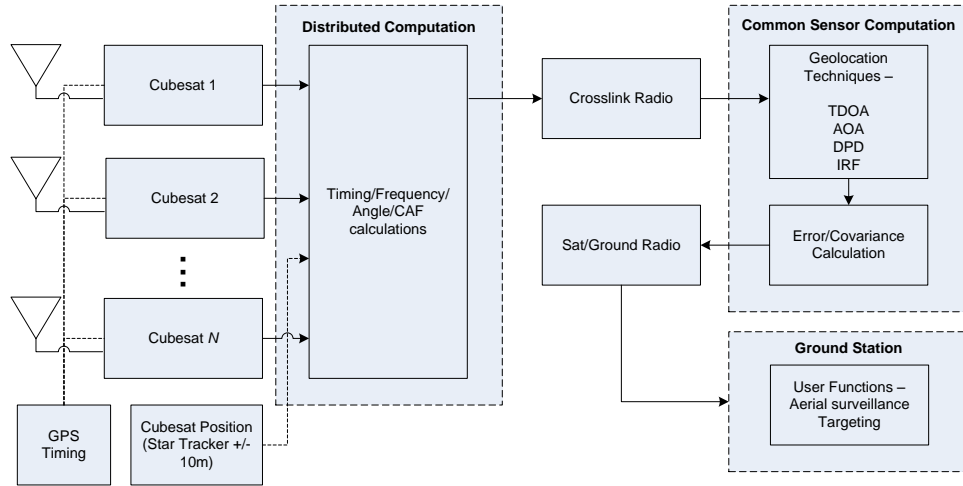 Distributed Computation
Common Sensor Computation
Cubesat 1
Cubesat 2
Cubesat N
GPS
Timing
Cubesat Position
(Star Tracker +/-
10m)
Timing/Frequency/
Angle/CAF
calculations
Crosslink Radio
Geolocation
Techniques –
TDOA
AOA
DPD
IRF
Error/Covariance
Calculation
Sat/Ground Radio
Ground Station
User Functions –
Aerial surveillance
Targeting